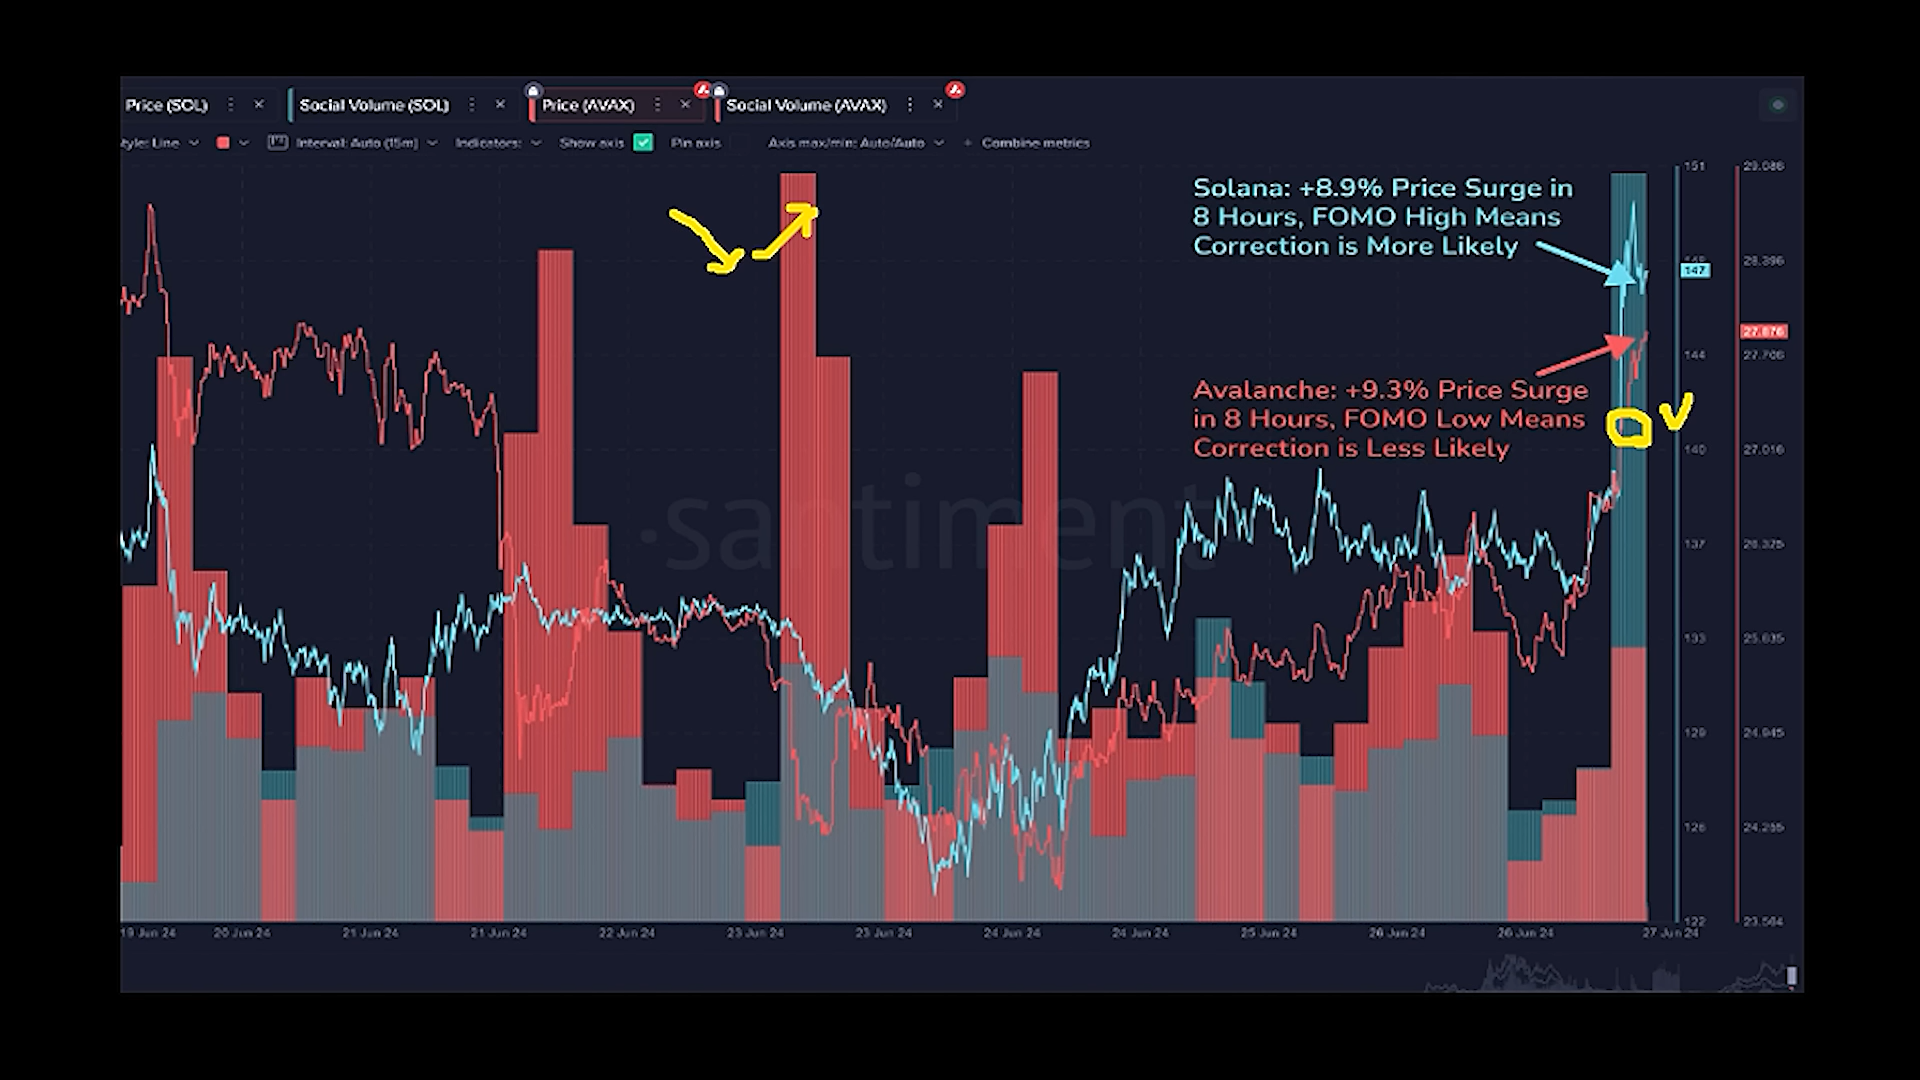 Price (SOL) Social Volume (SOL) Price (AVAX) Social Volume (AVAX)
tyle: Line Interval: Auto (15m) Indicators: Show axis Pin axis Axis max/min: Auto/Auto + Combine metrics
Solana: +8.9% Price Surge in
8 Hours, FOMO High Means
Correction is More Likely
Avalanche: +9.3% Price Surge
in 8 Hours, FOMO Low Means
Correction is Less Likely
santiment
151 29.086
28.396
147
27.876
144 27.706
140 27.016
137 26.325
133 25.635
129 24.945
126 24.255
122 23.564
19 Jun 24 20 Jun 24 21 Jun 24 21 Jun 24 22 Jun 24 23 Jun 24 23 Jun 24 24 Jun 24 24 Jun 24 25 Jun 24 26 Jun 24 26 Jun 24 27 Jun 24